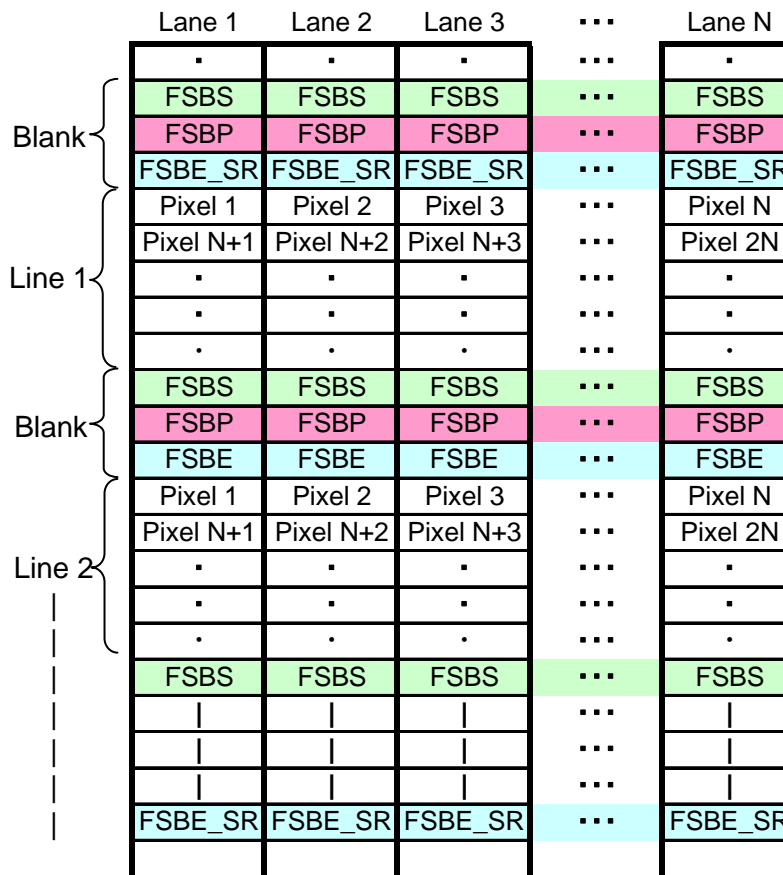 Lane 1 Lane 2 Lane 3 ··· Lane N
· · · ··· ·
FSBS FSBS FSBS ··· FSBS
Blank FSBP FSBP FSBP ··· FSBP
FSBE_SR FSBE_SR FSBE_SR ··· FSBE_SR
Pixel 1 Pixel 2 Pixel 3 ··· Pixel N
Pixel N+1 Pixel N+2 Pixel N+3 ··· Pixel 2N
Line 1 · · · ··· ·
· · · ··· ·
· · · ··· ·
FSBS FSBS FSBS ··· FSBS
Blank FSBP FSBP FSBP ··· FSBP
FSBE FSBE FSBE ··· FSBE
Pixel 1 Pixel 2 Pixel 3 ··· Pixel N
Pixel N+1 Pixel N+2 Pixel N+3 ··· Pixel 2N
Line 2 · · · ··· ·
| · · · ··· ·
| · · · ··· ·
| FSBS FSBS FSBS ··· FSBS
| | | | ··· |
| | | | ··· |
| | | | ··· |
| FSBE_SR FSBE_SR FSBE_SR ··· FSBE_SR